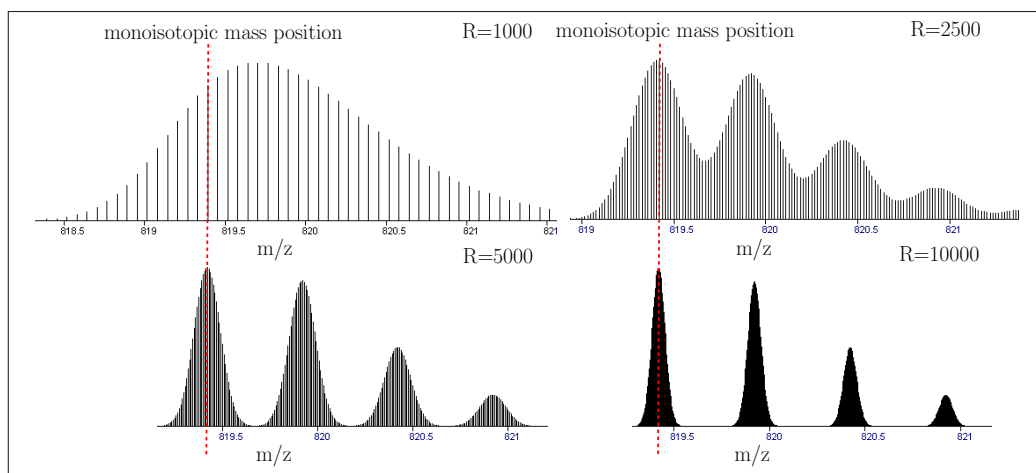 monoisotopic mass position R=1000
818.5 819 819.5 820 820.5 821 821
m/z
monoisotopic mass position R=2500
819 819.5 820 820.5 821
m/z
R=5000
819.5 820 820.5 821
m/z
R=10000
819.5 820 820.5 821
m/z